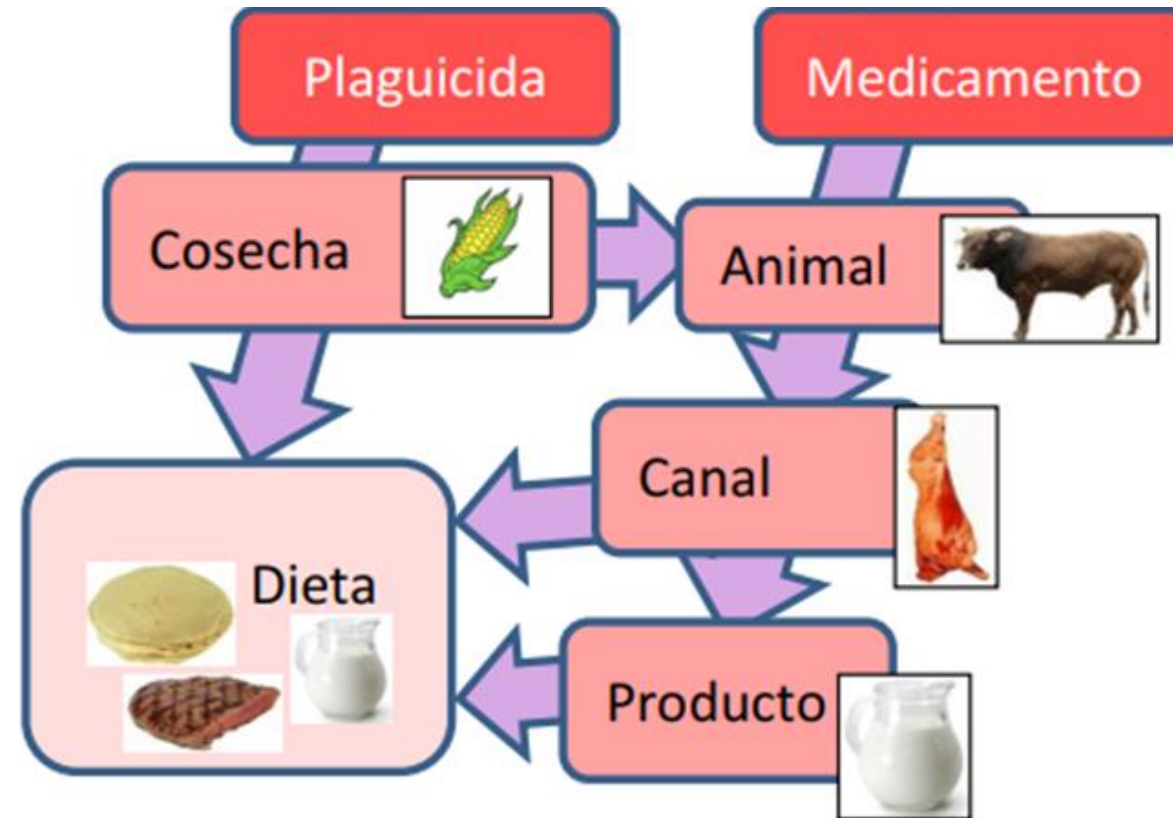 Plaguicida
Medicamento
Cosecha
Animal
Canal
Dieta
Producto